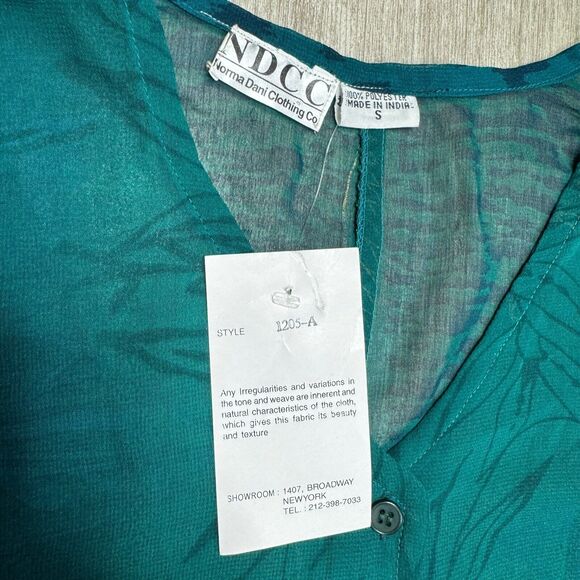 NDCC
Norma Dani Clothing Co
100% POLYESTER
MADE IN INDIA
S
STYLE 1205-A
Any Irregularities and variations in
the tone and weave are inherent and
natural characteristics of the cloth,
which gives this fabric its beauty
and texture
SHOWROOM : 1407, BROADWAY
NEWYORK
TEL. : 212-398-7033